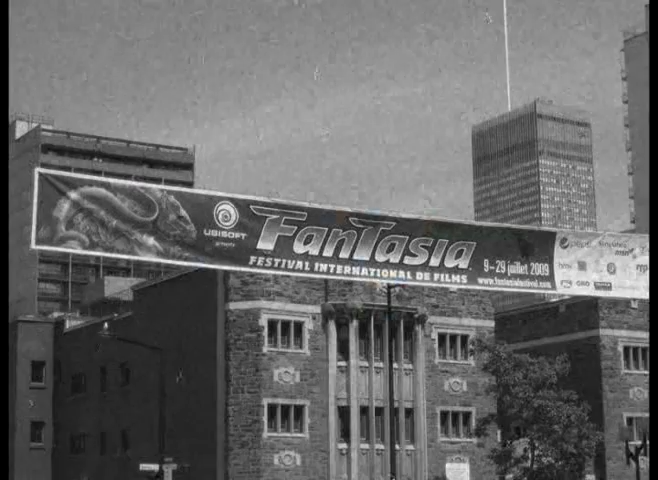 UBISOFT
FanTasia
FESTIVAL INTERNATIONAL DE FILMS
9-29 juillet 2009
www.fantasiafestival.com